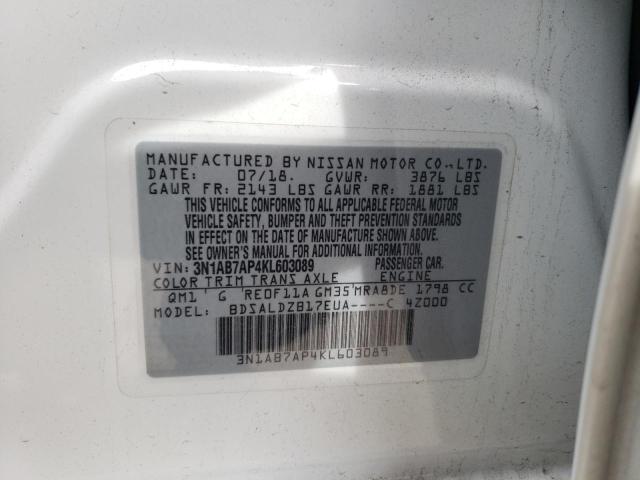 MANUFACTURED BY NISSAN MOTOR CO.,LTD.
DATE: 07/18. GVWR: 3876 LBS
GAWR FR: 2143 LBS GAWR RR: 1881 LBS
THIS VEHICLE CONFORMS TO ALL APPLICABLE FEDERAL MOTOR
VEHICLE SAFETY, BUMPER AND THEFT PREVENTION STANDARDS
IN EFFECT ON THE DATE OF MANUFACTURE SHOWN ABOVE.
SEE OWNER'S MANUAL FOR ADDITIONAL INFORMATION.
VIN: 3N1AB7AP4KL603089 PASSENGER CAR.
COLOR TRIM TRANS AXLE ENGINE
QM1 G RE0F11A GM35 MRA8DE 1798 CC
BDSALDZB17EUA----C 4Z000
3N1AB7AP4KL603089